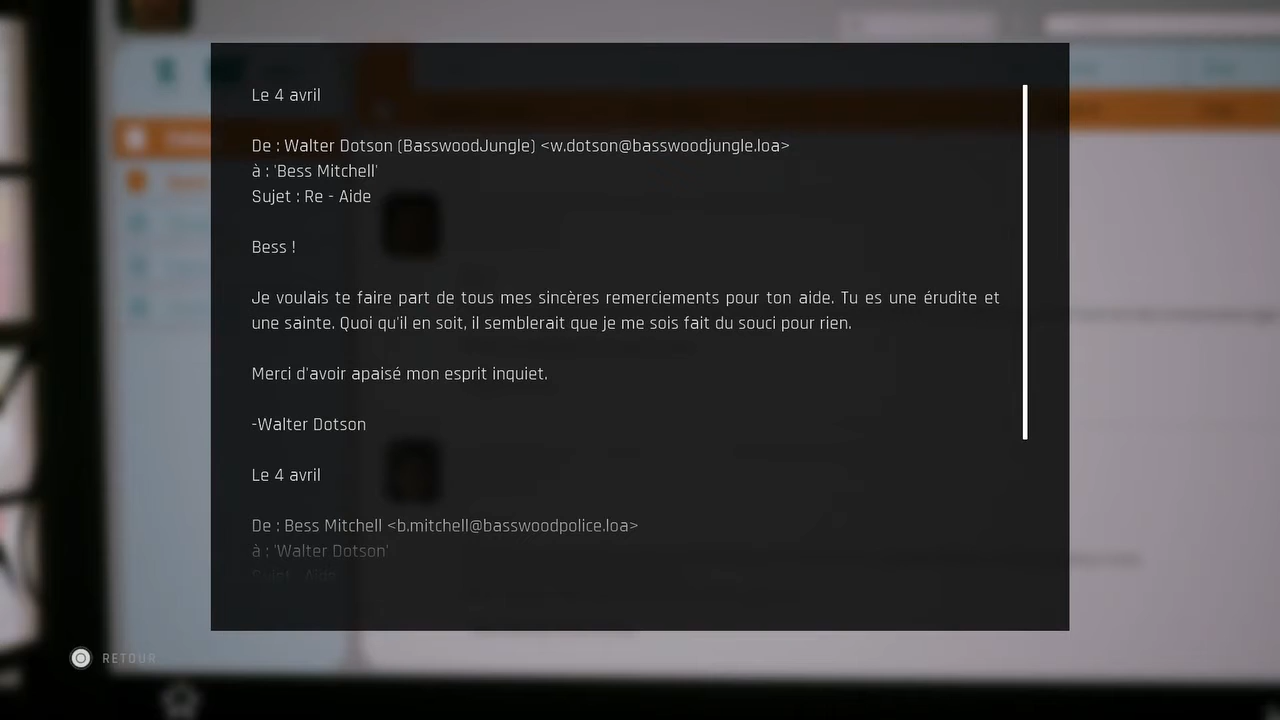 Le 4 avril
De : Walter Dotson (BasswoodJungle) <w.dotson@basswoodjungle.loa>
à : 'Bess Mitchell'
Sujet : Re - Aide
Bess !
Je voulais te faire part de tous mes sincères remerciements pour ton aide. Tu es une érudite et
une sainte. Quoi qu'il en soit, il semblerait que je me sois fait du souci pour rien.
Merci d'avoir apaisé mon esprit inquiet.
-Walter Dotson
Le 4 avril
De : Bess Mitchell <b.mitchell@basswoodpolice.loa>
à : 'Walter Dotson'
Sujet - Aide
RETOUR